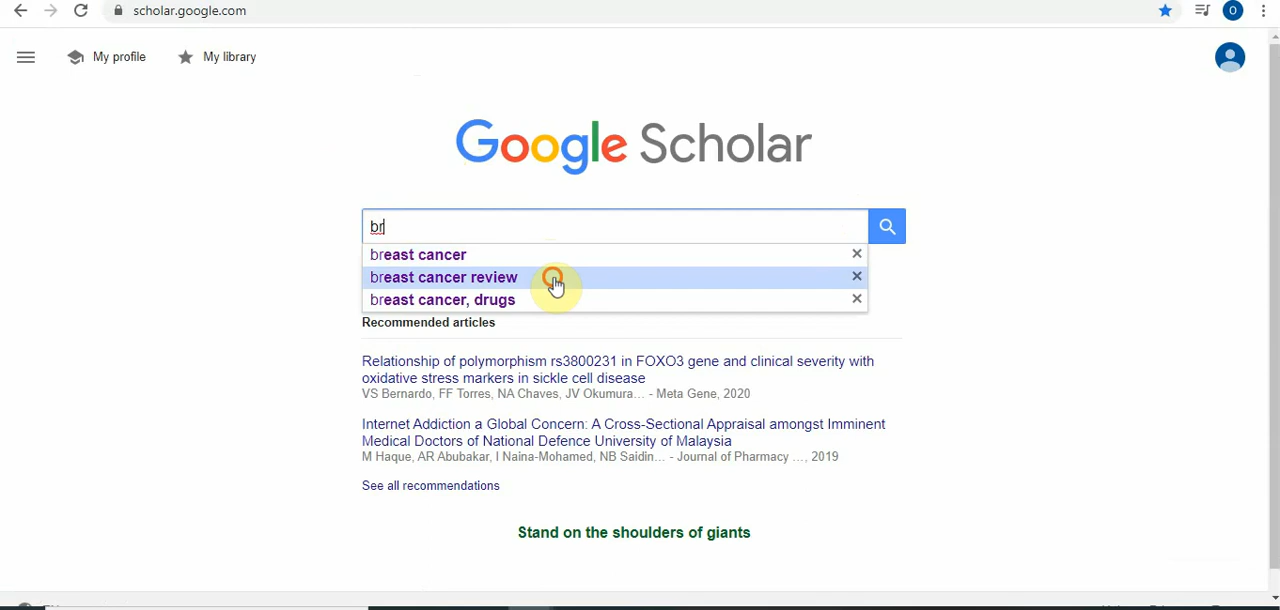 scholar.google.com
O
My profile
My library
Google Scholar
br
breast cancer
breast cancer review
breast cancer, drugs
Recommended articles
Relationship of polymorphism rs3800231 in FOXO3 gene and clinical severity with
oxidative stress markers in sickle cell disease
VS Bernardo, FF Torres, NA Chaves, JV Okumura... - Meta Gene, 2020
Internet Addiction a Global Concern: A Cross-Sectional Appraisal amongst Imminent
Medical Doctors of National Defence University of Malaysia
M Haque, AR Abubakar, I Naina-Mohamed, NB Saidin... - Journal of Pharmacy ..., 2019
See all recommendations
Stand on the shoulders of giants